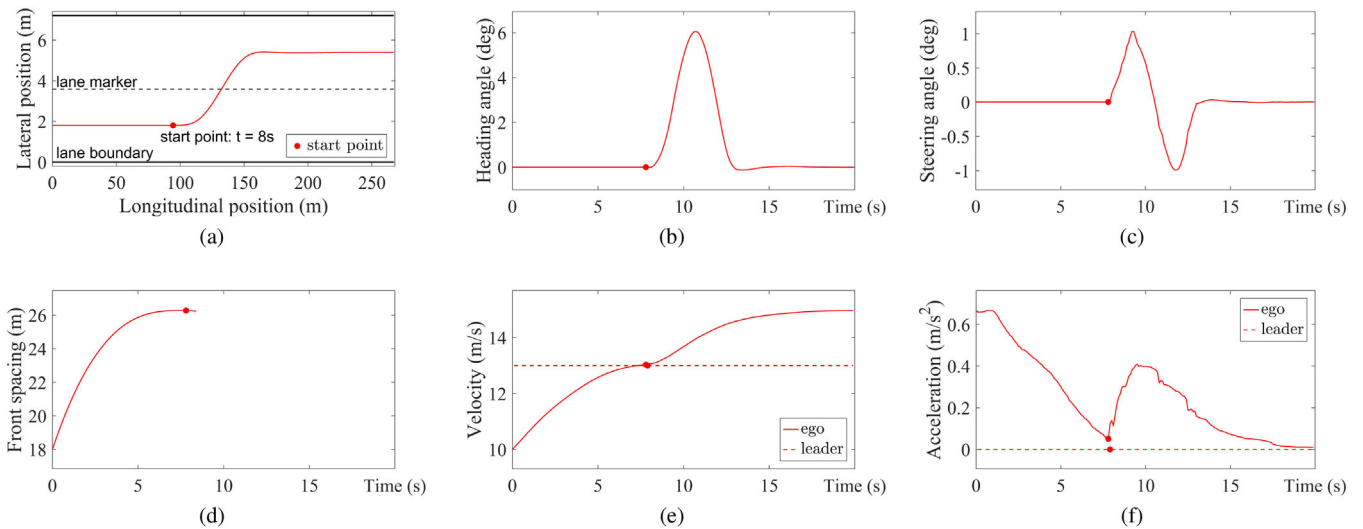 Lateral position (m)
6
4
2
0
lane marker
start point: t = 8s
lane boundary
start point
0 50 100 150 200 250
Longitudinal position (m)
(a)
Heading angle (deg)
6
4
2
0
0 5 10 15 Time (s)
(b)
Steering angle (deg)
1
0.5
0
-0.5
-1
0 5 10 15 Time (s)
(c)
Front spacing (m)
26
24
22
20
18
0 5 10 15 Time (s)
(d)
Velocity (m/s)
14
12
10
ego
leader
0 5 10 15 Time (s)
(e)
Acceleration (m/s²)
0.6
0.4
0.2
0
ego
leader
0 5 10 15 Time (s)
(f)